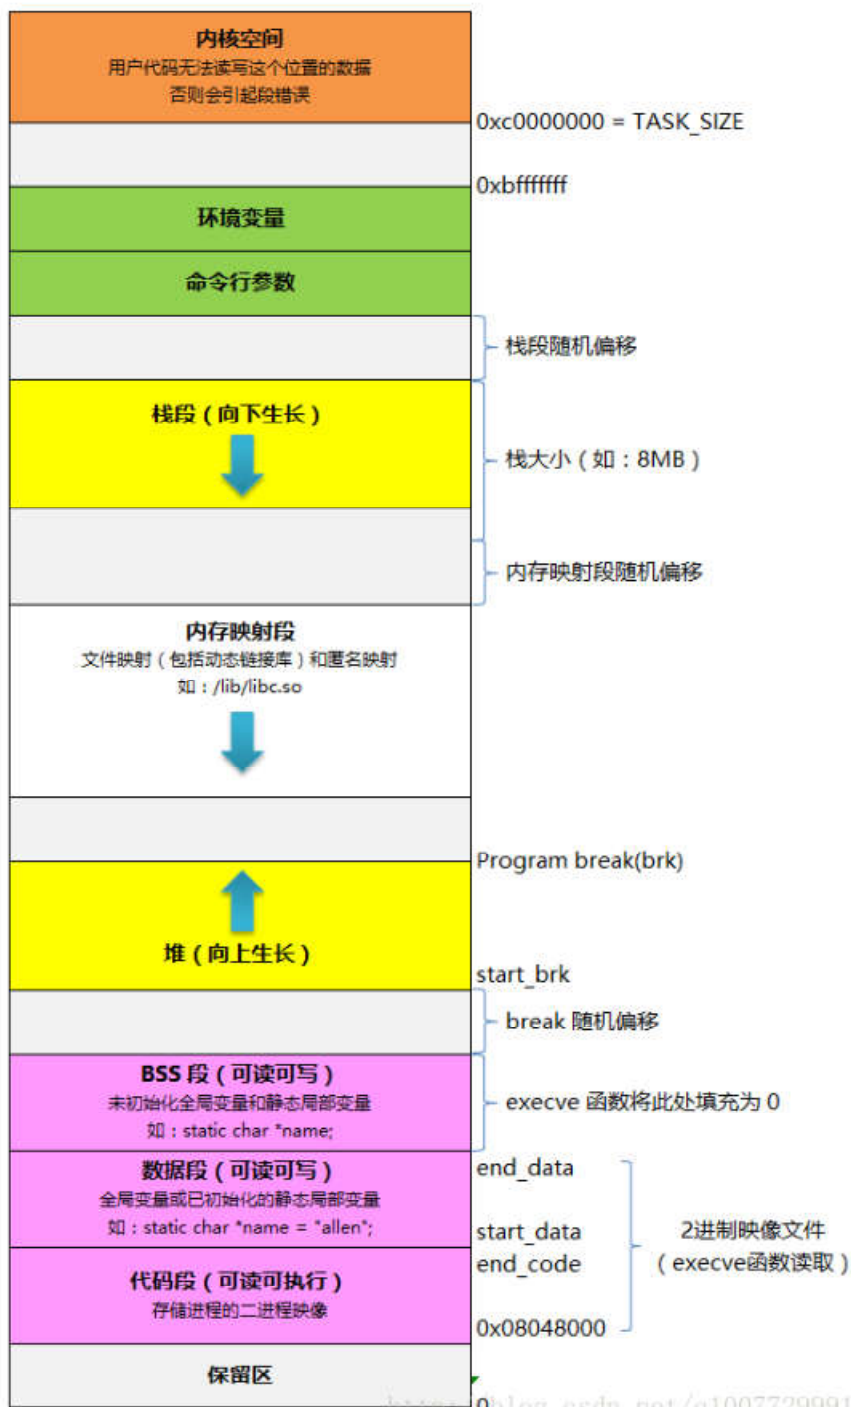 内核空间
用户代码无法读写这个位置的数据
否则会引起段错误
0xc0000000 = TASK_SIZE
0xbfffffff
环境变量
命令行参数
栈段随机偏移
栈段（向下生长）
栈大小（如：8MB）
内存映射段随机偏移
内存映射段
文件映射（包括动态链接库）和匿名映射
如：/lib/libc.so
Program break(brk)
堆（向上生长）
start_brk
break 随机偏移
BSS 段（可读可写）
未初始化全局变量和静态局部变量
如：static char *name;
execve 函数将此处填充为 0
数据段（可读可写）
全局变量或已初始化的静态局部变量
如：static char *name = "allen";
end_data
start_data
end_code
2进制映像文件
（execve函数读取）
代码段（可读可执行）
存储进程的二进程映像
0x08048000
保留区
0